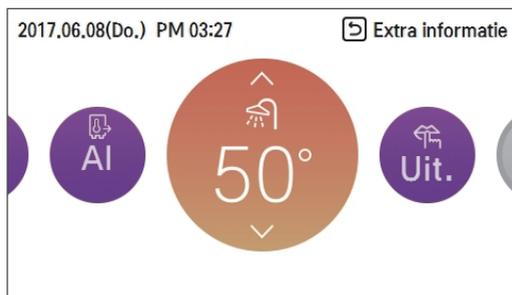 2017.06.08(Do.) PM 03:27
Extra informatie
AI
50°
Uit.